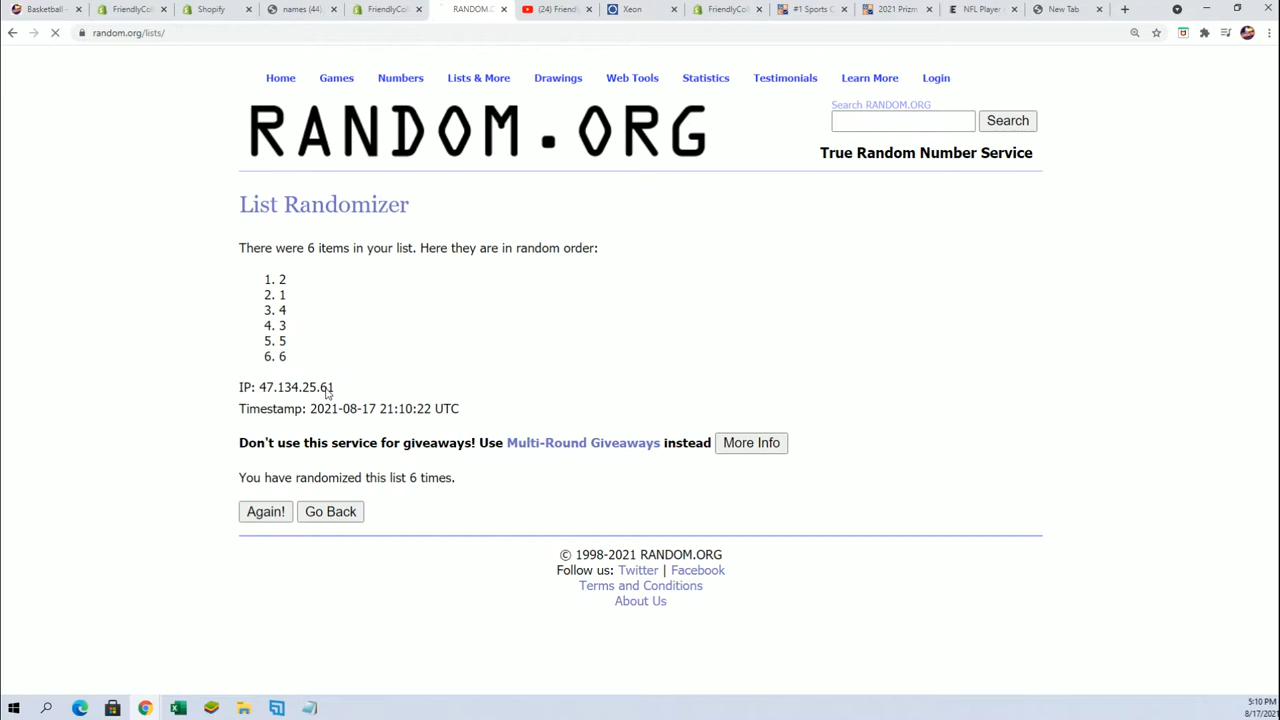 Basketball -
FriendlyColl
Shopify
names (44)
FriendlyColl
RANDOM.C
(24) Friendl
Xeon
FriendlyColl
#1 Sports C
2021 Prizm
NFL Player
New Tab
random.org/lists/
Home Games Numbers Lists & More Drawings Web Tools Statistics Testimonials Learn More Login
RANDOM.ORG
Search RANDOM.ORG
Search
True Random Number Service
List Randomizer
There were 6 items in your list. Here they are in random order:
1. 2
2. 1
3. 4
4. 3
5. 5
6. 6
IP: 47.134.25.61
Timestamp: 2021-08-17 21:10:22 UTC
Don't use this service for giveaways! Use Multi-Round Giveaways instead More Info
You have randomized this list 6 times.
Again! Go Back
© 1998-2021 RANDOM.ORG
Follow us: Twitter | Facebook
Terms and Conditions
About Us
5:10 PM
8/17/2021